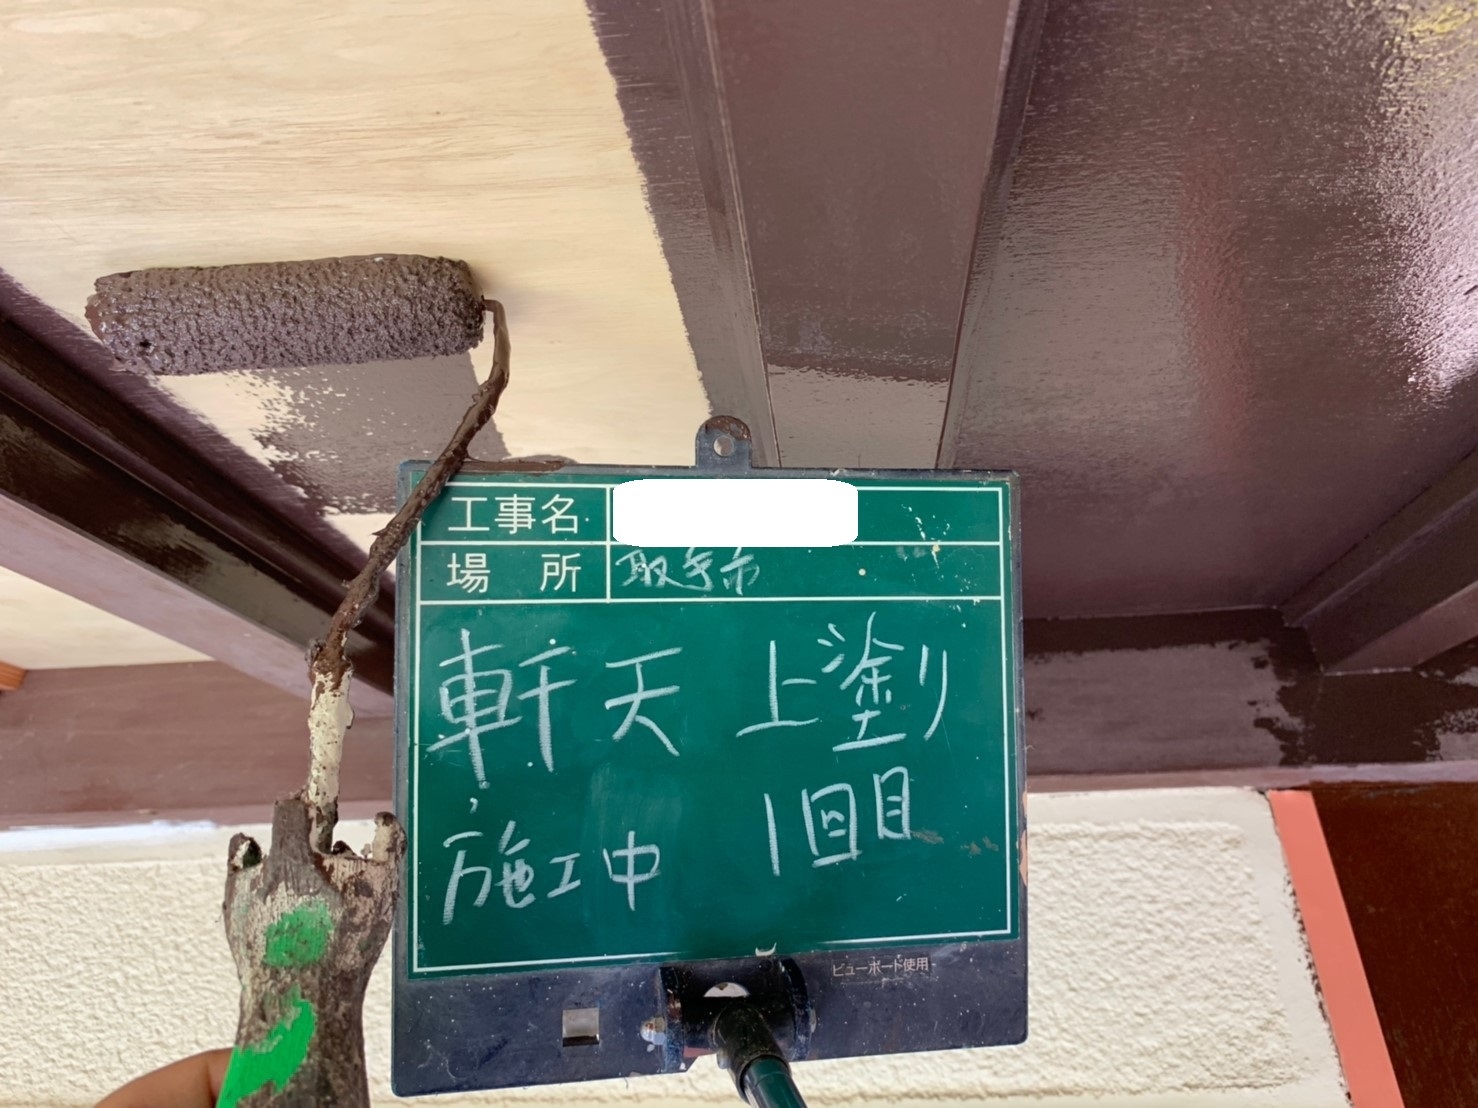 工事名
場所 取手市
軒天 上塗り
施工中 1回目
ビューボード使用